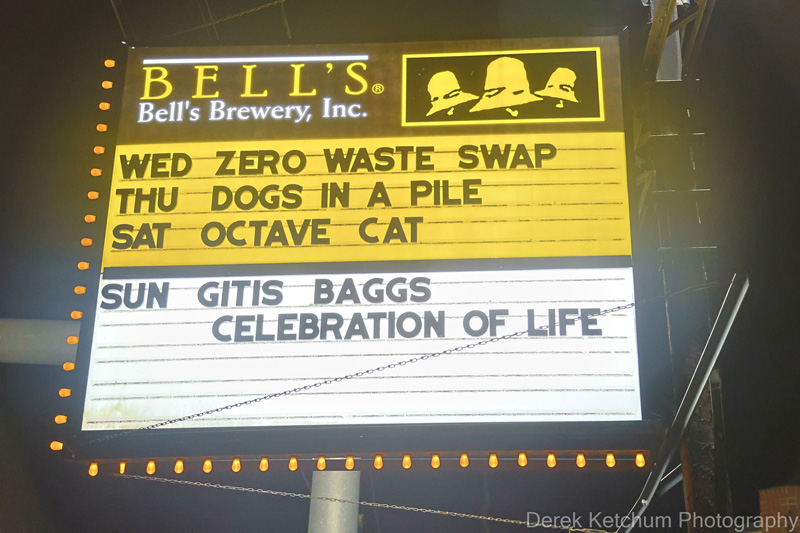 BELL'S®
Bell's Brewery, Inc.
WED ZERO WASTE SWAP
THU DOGS IN A PILE
SAT OCTAVE CAT
SUN GITIS BAGGS
CELEBRATION OF LIFE
Derek Ketchum Photography